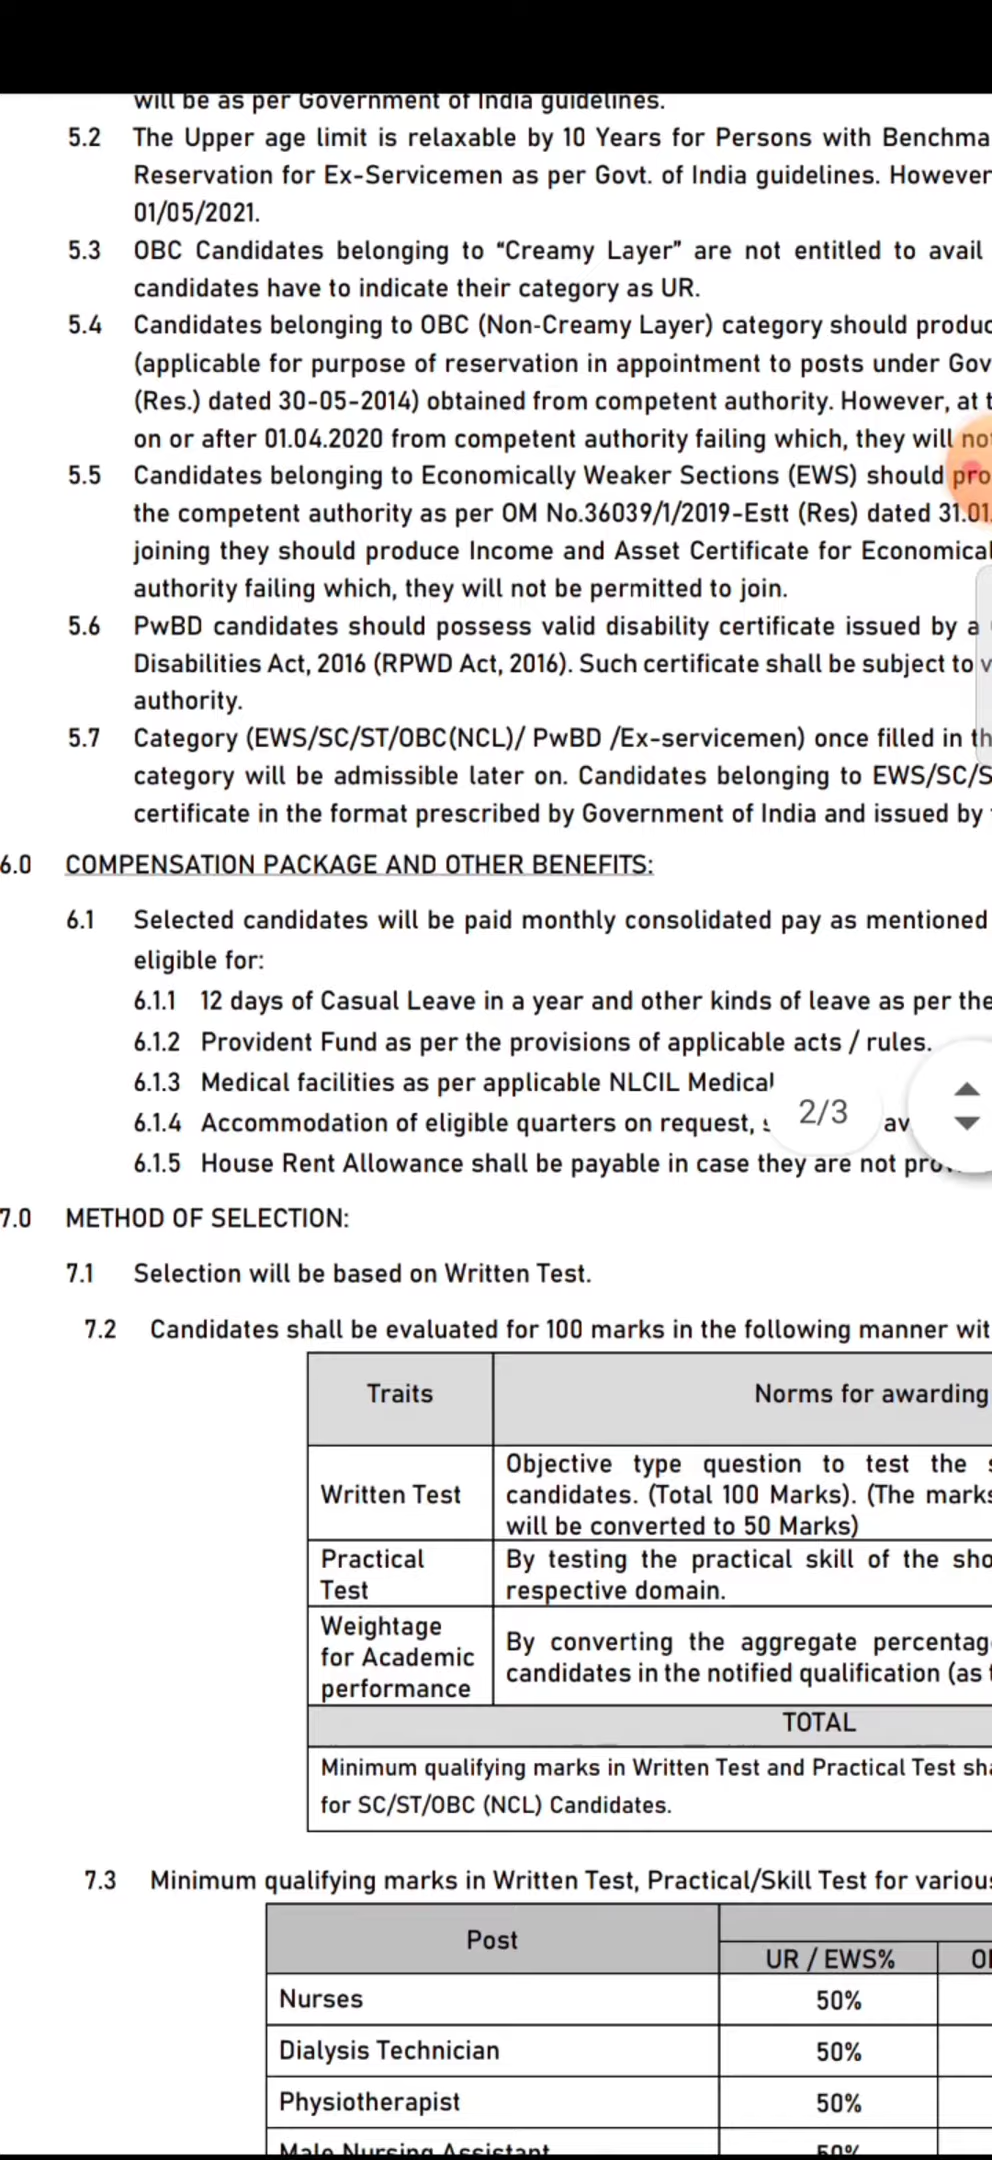 will be as per Government of India guidelines.
5.2 The Upper age limit is relaxable by 10 Years for Persons with Benchma
Reservation for Ex-Servicemen as per Govt. of India guidelines. However
01/05/2021.
5.3 OBC Candidates belonging to “Creamy Layer” are not entitled to avail
candidates have to indicate their category as UR.
5.4 Candidates belonging to OBC (Non-Creamy Layer) category should produc
(applicable for purpose of reservation in appointment to posts under Gov
(Res.) dated 30-05-2014) obtained from competent authority. However, at t
on or after 01.04.2020 from competent authority failing which, they will not
5.5 Candidates belonging to Economically Weaker Sections (EWS) should pro
the competent authority as per OM No.36039/1/2019-Estt (Res) dated 31.01.
joining they should produce Income and Asset Certificate for Economical
authority failing which, they will not be permitted to join.
5.6 PwBD candidates should possess valid disability certificate issued by a
Disabilities Act, 2016 (RPWD Act, 2016). Such certificate shall be subject to v
authority.
5.7 Category (EWS/SC/ST/OBC(NCL)/ PwBD /Ex-servicemen) once filled in th
category will be admissible later on. Candidates belonging to EWS/SC/S
certificate in the format prescribed by Government of India and issued by
6.0 COMPENSATION PACKAGE AND OTHER BENEFITS:
6.1 Selected candidates will be paid monthly consolidated pay as mentioned
eligible for:
6.1.1 12 days of Casual Leave in a year and other kinds of leave as per the
6.1.2 Provident Fund as per the provisions of applicable acts / rules.
6.1.3 Medical facilities as per applicable NLCIL Medical
2/3
6.1.4 Accommodation of eligible quarters on request, av
6.1.5 House Rent Allowance shall be payable in case they are not prov
7.0 METHOD OF SELECTION:
7.1 Selection will be based on Written Test.
7.2 Candidates shall be evaluated for 100 marks in the following manner wit
Traits Norms for awarding
Written Test
Objective type question to test the s
candidates. (Total 100 Marks). (The marks
will be converted to 50 Marks)
Practical
Test
By testing the practical skill of the sho
respective domain.
Weightage
for Academic
performance
By converting the aggregate percentag
candidates in the notified qualification (as t
TOTAL
Minimum qualifying marks in Written Test and Practical Test sha
for SC/ST/OBC (NCL) Candidates.
7.3 Minimum qualifying marks in Written Test, Practical/Skill Test for variou
Post
UR / EWS%
Nurses 50%
Dialysis Technician 50%
Physiotherapist 50%
Male Nursing Assistant 50%